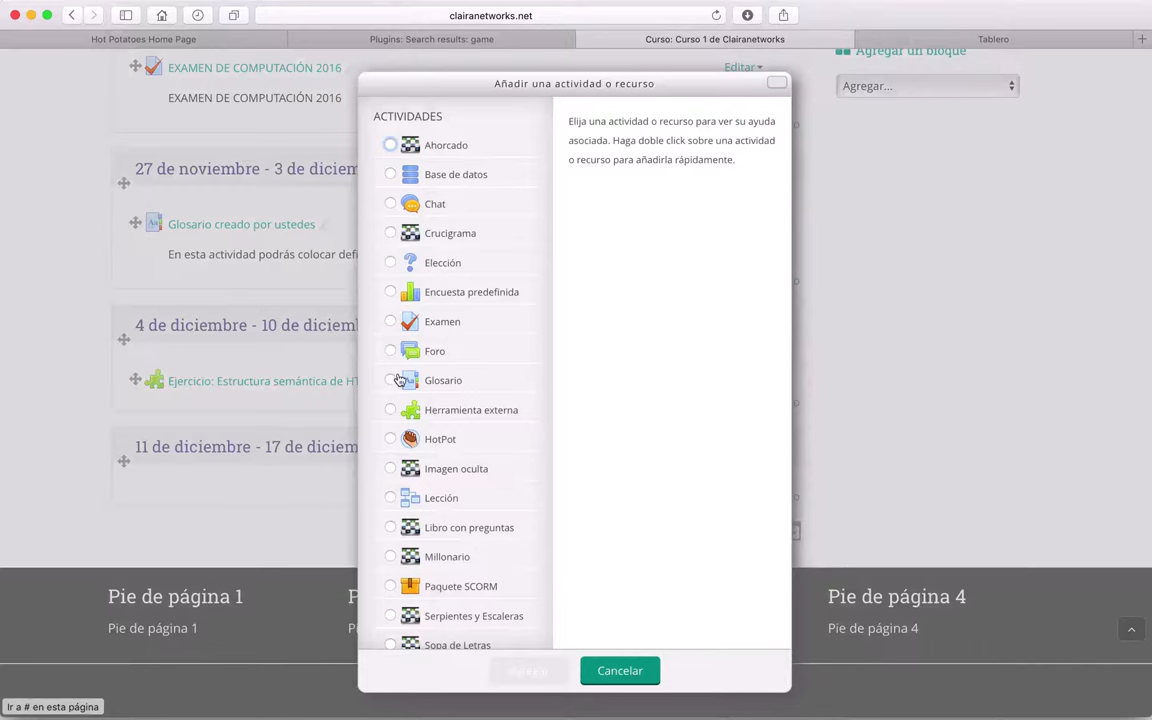 clairanetworks.net
Hot Potatoes Home Page
Plugins: Search results: game
Curso: Curso 1 de Clairanetworks
Tablero
EXAMEN DE COMPUTACIÓN 2016
Editar
EXAMEN DE COMPUTACIÓN 2016
27 de noviembre - 3 de diciem
Glosario creado por ustedes
En esta actividad podrás colocar defi
4 de diciembre - 10 de diciemb
Ejercicio: Estructura semántica de HT
11 de diciembre - 17 de diciem
Agregar un bloque
Agregar...
Añadir una actividad o recurso
ACTIVIDADES
Ahorcado
Base de datos
Chat
Crucigrama
Elección
Encuesta predefinida
Examen
Foro
Glosario
Herramienta externa
HotPot
Imagen oculta
Lección
Libro con preguntas
Millonario
Paquete SCORM
Serpientes y Escaleras
Sopa de Letras
Elija una actividad o recurso para ver su ayuda
asociada. Haga doble click sobre una actividad
o recurso para añadirla rápidamente.
Agregar
Cancelar
Pie de página 1
Pie de página 1
P
Pie
Pie de página 4
Pie de página 4
Ir a # en esta página